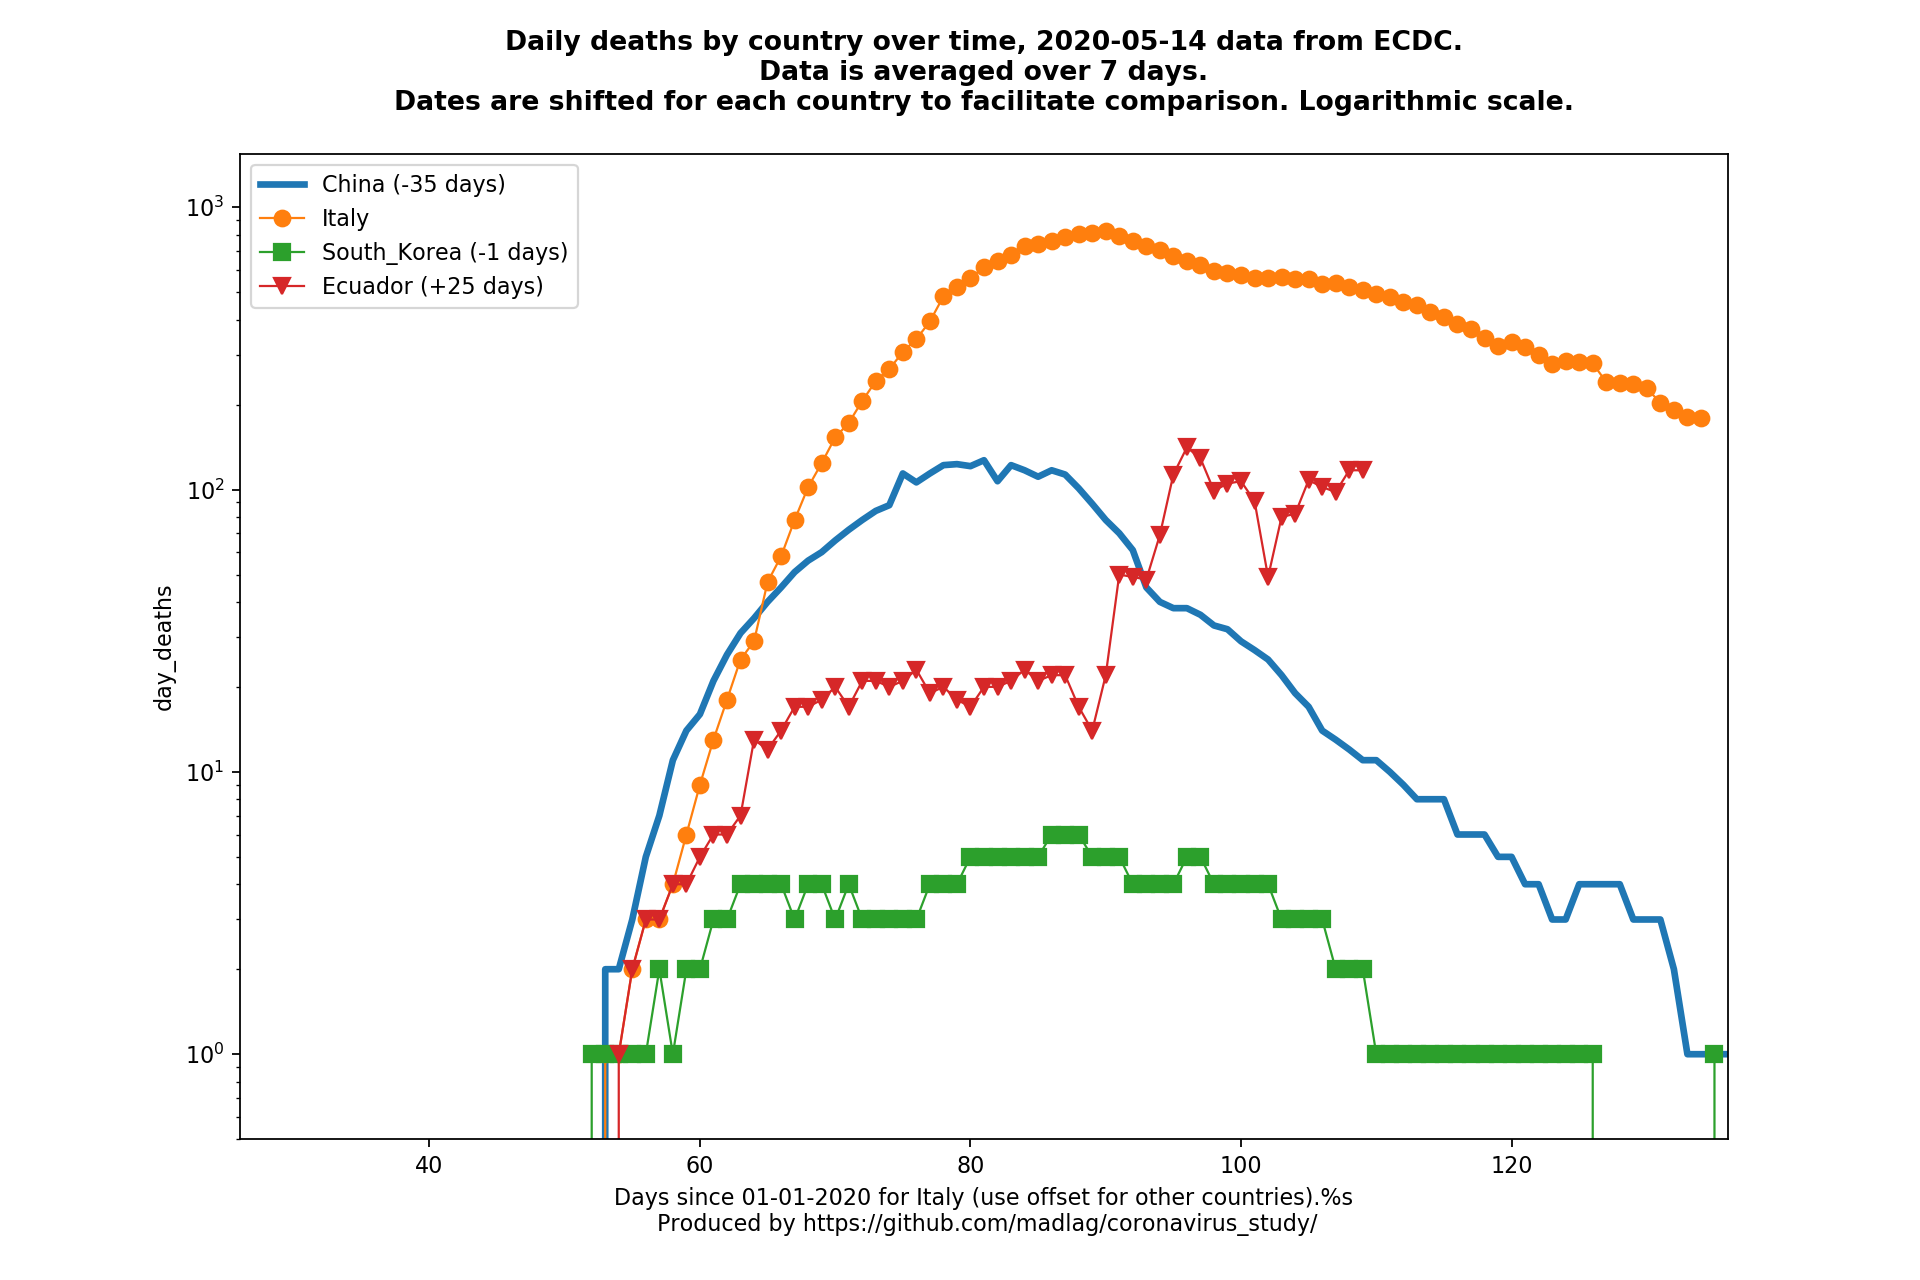 Daily deaths by country over time, 2020-05-14 data from ECDC.
Data is averaged over 7 days.
Dates are shifted for each country to facilitate comparison. Logarithmic scale.
China (-35 days)
Italy
South_Korea (-1 days)
Ecuador (+25 days)
10³
10²
10¹
10⁰
day_deaths
40 60 80 100 120
Days since 01-01-2020 for Italy (use offset for other countries).%s
Produced by https://github.com/madlag/coronavirus_study/